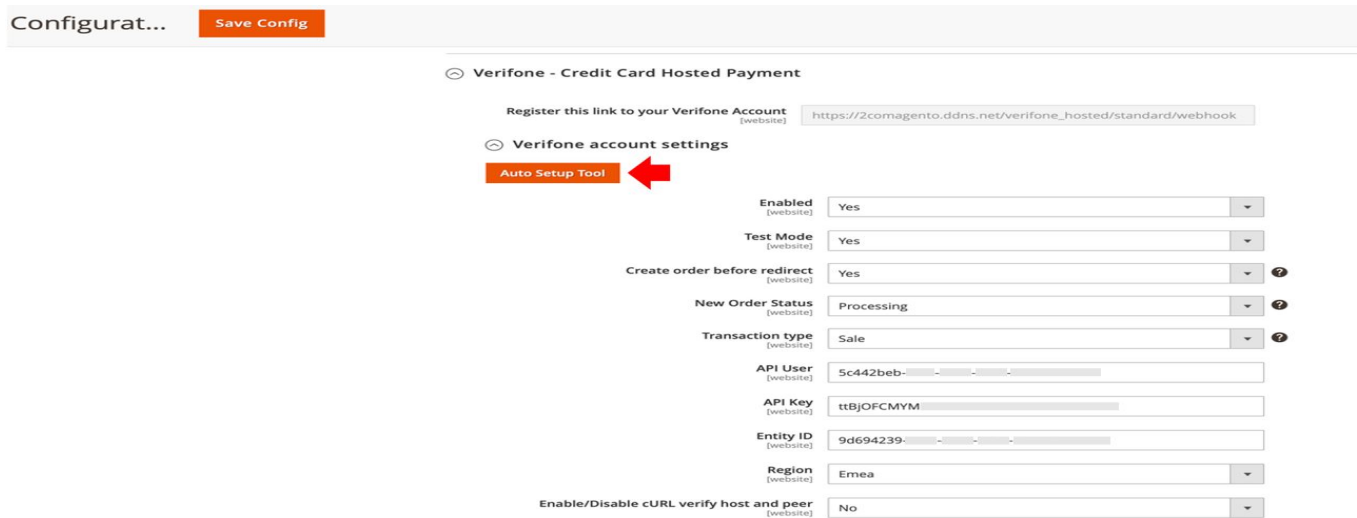 Configurat...
Save Config
Verifone - Credit Card Hosted Payment
Register this link to your Verifone Account
[website]
https://2comagento.ddns.net/verifone_hosted/standard/webhook
Verifone account settings
Auto Setup Tool
Enabled
[website]
Yes
Test Mode
[website]
Yes
Create order before redirect
[website]
Yes
?
New Order Status
[website]
Processing
?
Transaction type
[website]
Sale
?
API User
[website]
5c442beb- - - -
API Key
[website]
ttBjOFCMYM
Entity ID
[website]
9d694239- - - -
Region
[website]
Emea
Enable/Disable cURL verify host and peer
[website]
No